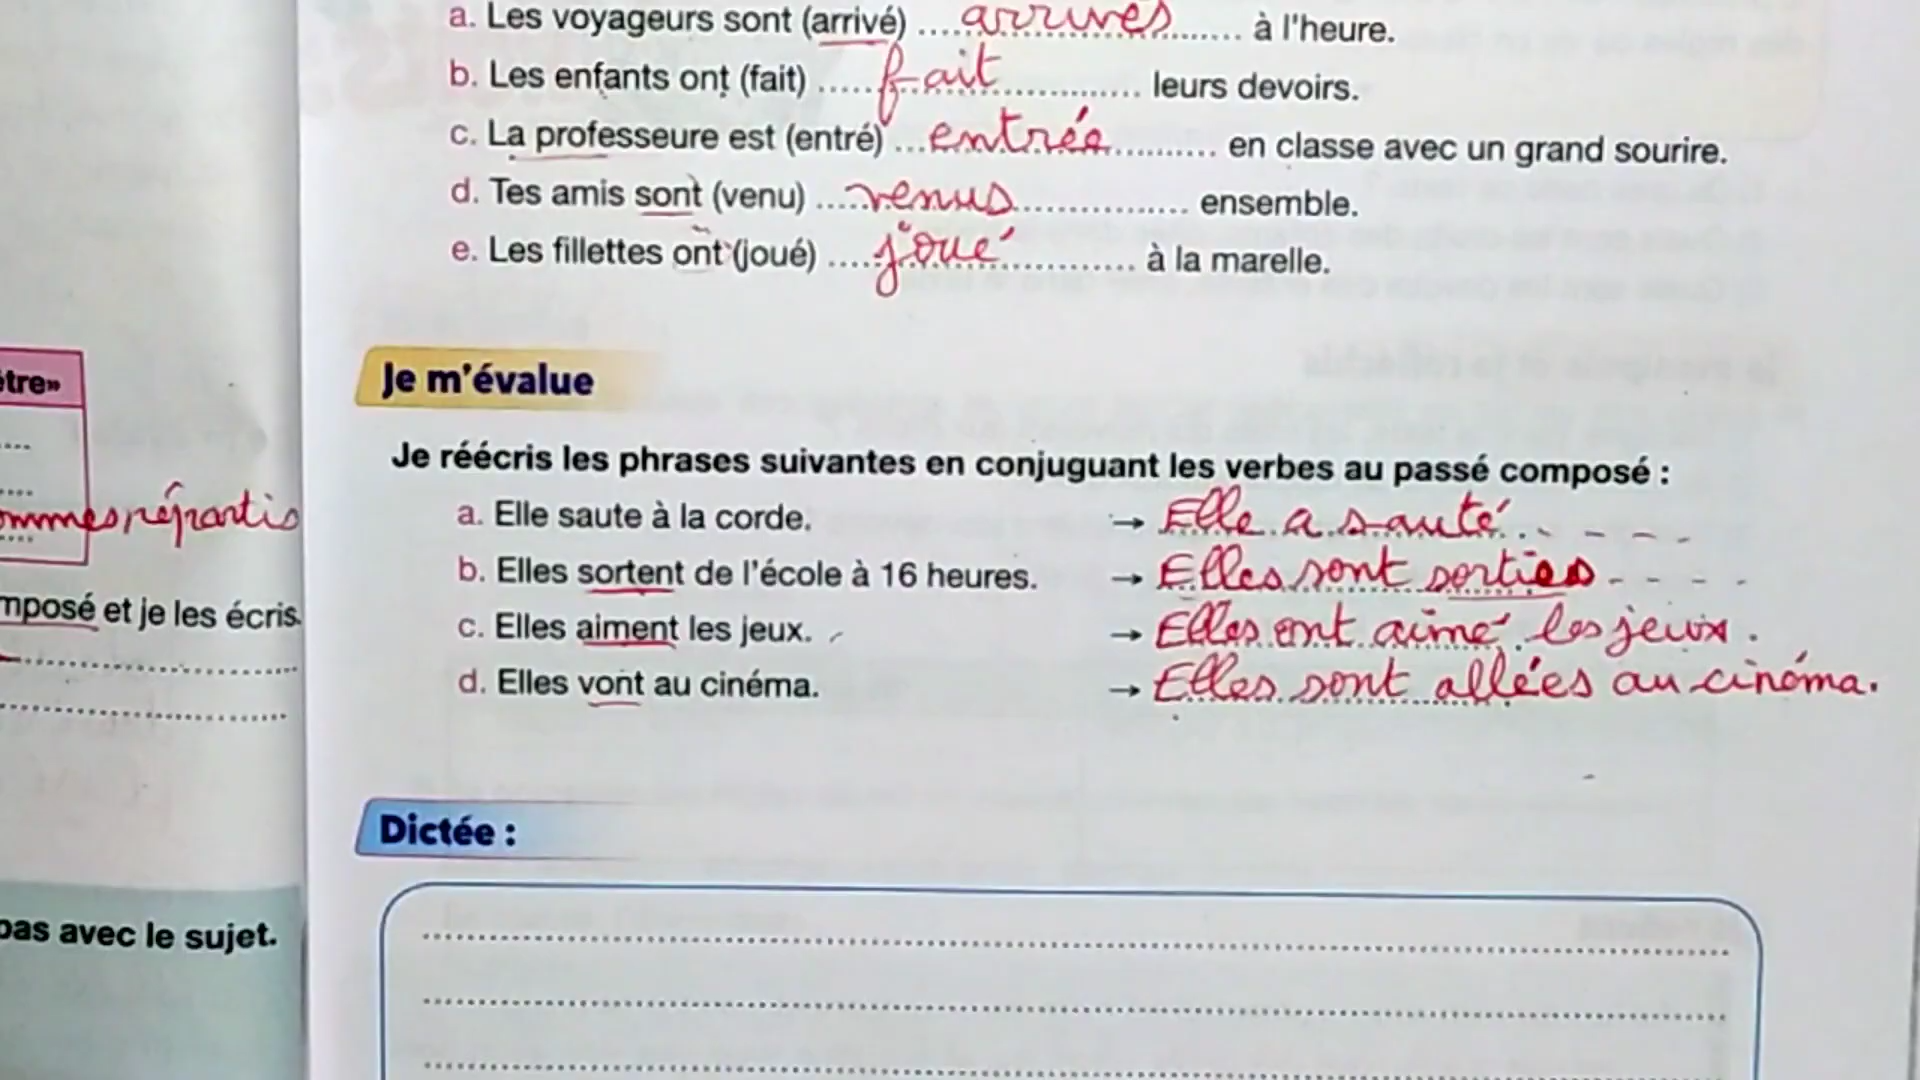 a. Les voyageurs sont (arrivé) .....arrivés....... à l'heure.
b. Les enfants ont (fait) .....fait............... leurs devoirs.
c. La professeure est (entré) ...entrée.......... en classe avec un grand sourire.
d. Tes amis sont (venu) .....venus................ ensemble.
e. Les fillettes ont (joué) ....joué............... à la marelle.
être»
Je m'évalue
Je réécris les phrases suivantes en conjuguant les verbes au passé composé :
ommes répartis
a. Elle saute à la corde. → Elle a sauté. - - - -
b. Elles sortent de l'école à 16 heures. → Elles sont sorties - - - -
mposé et je les écris.
c. Elles aiment les jeux. → Elles ont aimé les jeux.
d. Elles vont au cinéma. → Elles sont allées au cinéma.
Dictée :
pas avec le sujet.